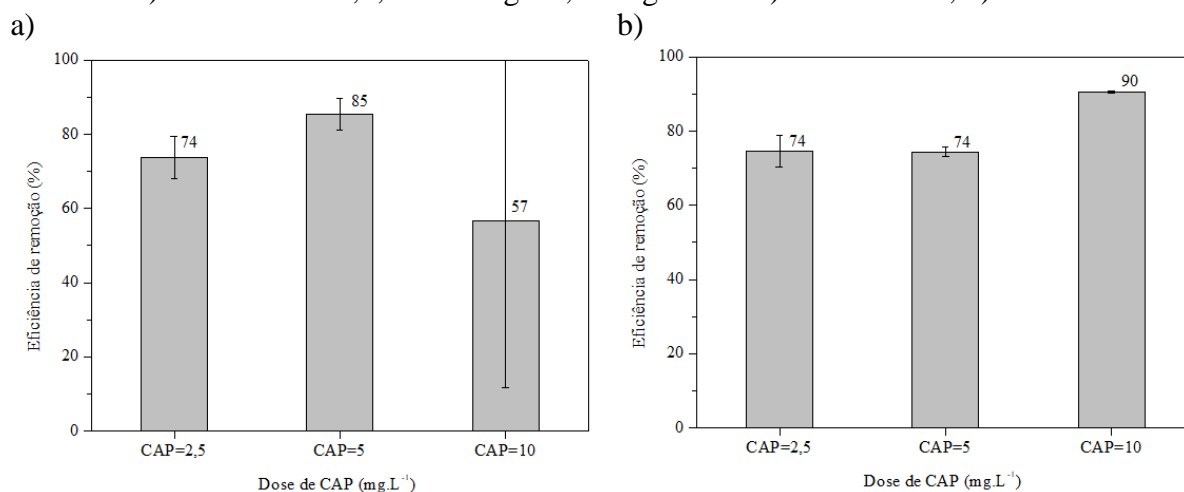 a)
b)
100
80
60
40
20
0
Eficiência de remoção (%)
74
85
57
CAP=2,5
CAP=5
CAP=10
Dose de CAP (mg.L⁻¹)
100
80
60
40
20
0
Eficiência de remoção (%)
74
74
90
CAP=2,5
CAP=5
CAP=10
Dose de CAP (mg.L⁻¹)